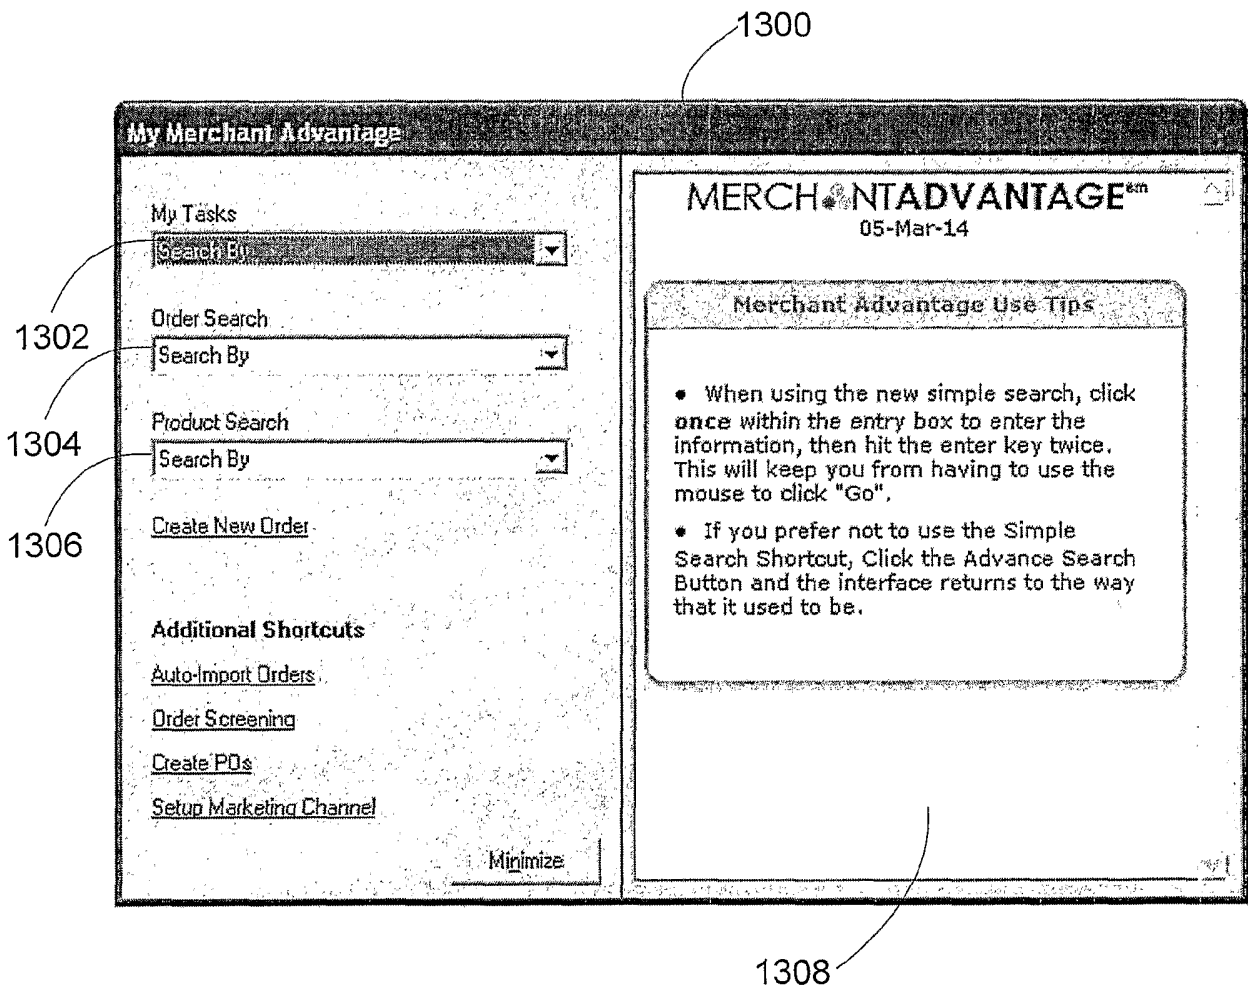 1300
My Merchant Advantage
My Tasks
Search By
1302
Order Search
Search By
1304
Product Search
Search By
1306
Create New Order
Additional Shortcuts
Auto-Import Orders
Order Screening
Create POs
Setup Marketing Channel
Minimize
MERCHANTADVANTAGE℠
05-Mar-14
Merchant Advantage Use Tips
• When using the new simple search, click
once within the entry box to enter the
information, then hit the enter key twice.
This will keep you from having to use the
mouse to click "Go".
• If you prefer not to use the Simple
Search Shortcut, Click the Advance Search
Button and the interface returns to the way
that it used to be.
1308